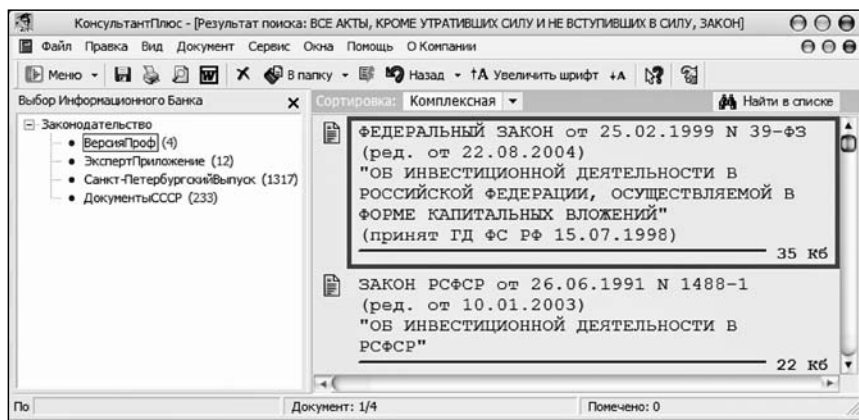 КонсультантПлюс - [Результат поиска: ВСЕ АКТЫ, КРОМЕ УТРАТИВШИХ СИЛУ И НЕ ВСТУПИВШИХ В СИЛУ, ЗАКОН]
Файл Правка Вид Документ Сервис Окна Помощь О Компании
Меню В папку Назад Увеличить шрифт
Выбор Информационного Банка
Сортировка: Комплексная Найти в списке
Законодательство
ВерсияПроф (4)
ЭкспертПриложение (12)
Санкт-ПетербургскийВыпуск (1317)
ДокументыСССР (233)
ФЕДЕРАЛЬНЫЙ ЗАКОН от 25.02.1999 N 39-ФЗ
(ред. от 22.08.2004)
"ОБ ИНВЕСТИЦИОННОЙ ДЕЯТЕЛЬНОСТИ В
РОССИЙСКОЙ ФЕДЕРАЦИИ, ОСУЩЕСТВЛЯЕМОЙ В
ФОРМЕ КАПИТАЛЬНЫХ ВЛОЖЕНИЙ"
(принят ГД ФС РФ 15.07.1998)
35 Кб
ЗАКОН РСФСР от 26.06.1991 N 1488-1
(ред. от 10.01.2003)
"ОБ ИНВЕСТИЦИОННОЙ ДЕЯТЕЛЬНОСТИ В
РСФСР"
22 Кб
По Документ: 1/4 Помечено: 0